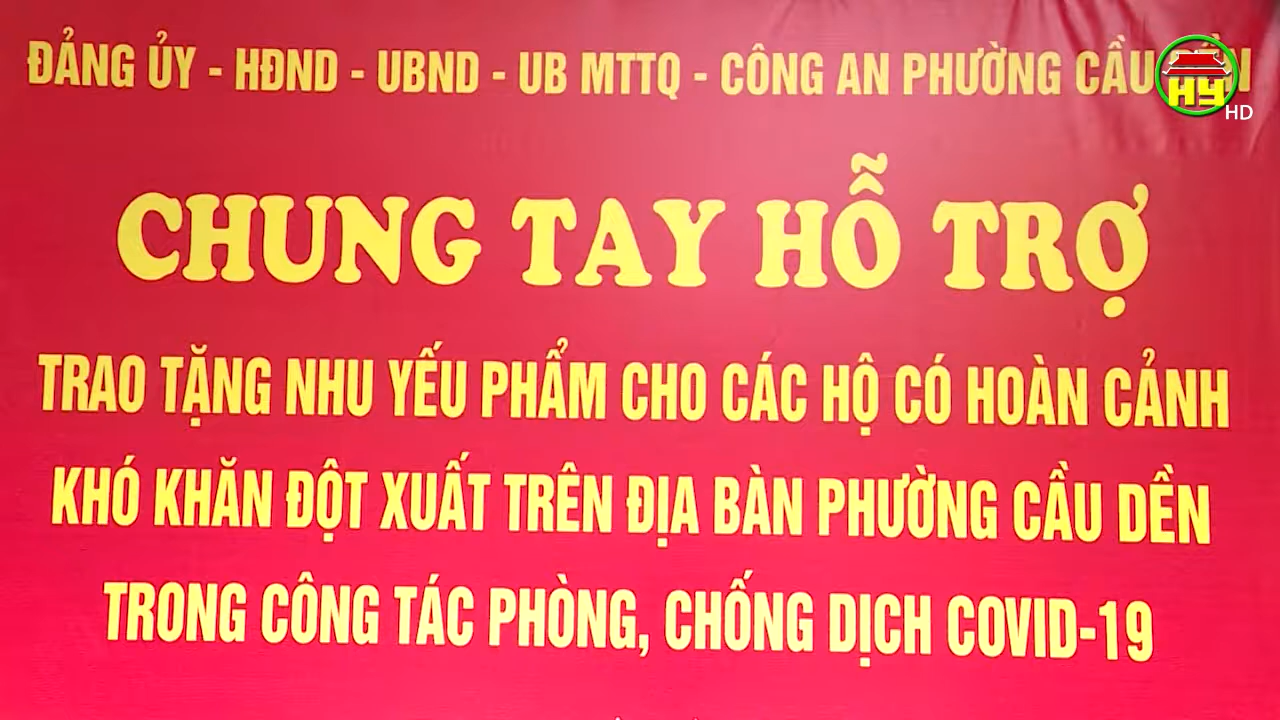 ĐẢNG ỦY - HĐND - UBND - UB MTTQ - CÔNG AN PHƯỜNG CẦU
HY
HD
CHUNG TAY HỖ TRỢ
TRAO TẶNG NHU YẾU PHẨM CHO CÁC HỘ CÓ HOÀN CẢNH
KHÓ KHĂN ĐỘT XUẤT TRÊN ĐỊA BÀN PHƯỜNG CẦU DỀN
TRONG CÔNG TÁC PHÒNG, CHỐNG DỊCH COVID-19